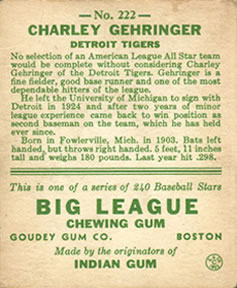 — No. 222 —
CHARLEY GEHRINGER
DETROIT TIGERS
No selection of an American League All Star team
would be complete without considering Charley
Gehringer of the Detroit Tigers. Gehringer is a
fine fielder, good base runner and one of the most
dependable hitters of the league.
He left the University of Michigan to sign with
Detroit in 1924 and after two years of minor
league experience came back to win position as
second baseman on the team, which he has held
ever since.
Born in Fowlerville, Mich. in 1903. Bats left
handed, but throws right handed. 5 feet, 11 inches
tall and weighs 180 pounds. Last year hit .298.
This is one of a series of 240 Baseball Stars
BIG LEAGUE
CHEWING GUM
GOUDEY GUM CO. BOSTON
Made by the originators of
INDIAN GUM